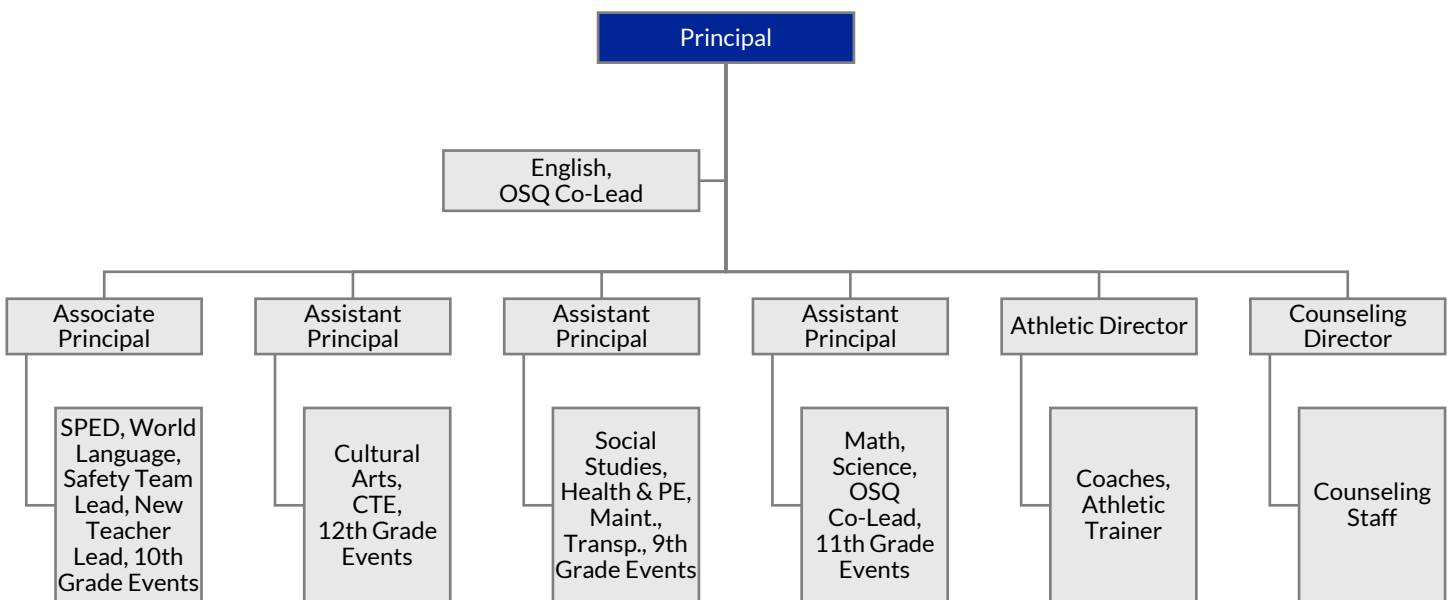 Principal
English,
OSQ Co-Lead
Associate
Principal
Assistant
Principal
Assistant
Principal
Assistant
Principal
Athletic Director
Counseling
Director
SPED, World
Language,
Safety Team
Lead, New
Teacher
Lead, 10th
Grade Events
Cultural
Arts,
CTE,
12th Grade
Events
Social
Studies,
Health & PE,
Maint.,
Transp., 9th
Grade Events
Math,
Science,
OSQ
Co-Lead,
11th Grade
Events
Coaches,
Athletic
Trainer
Counseling
Staff